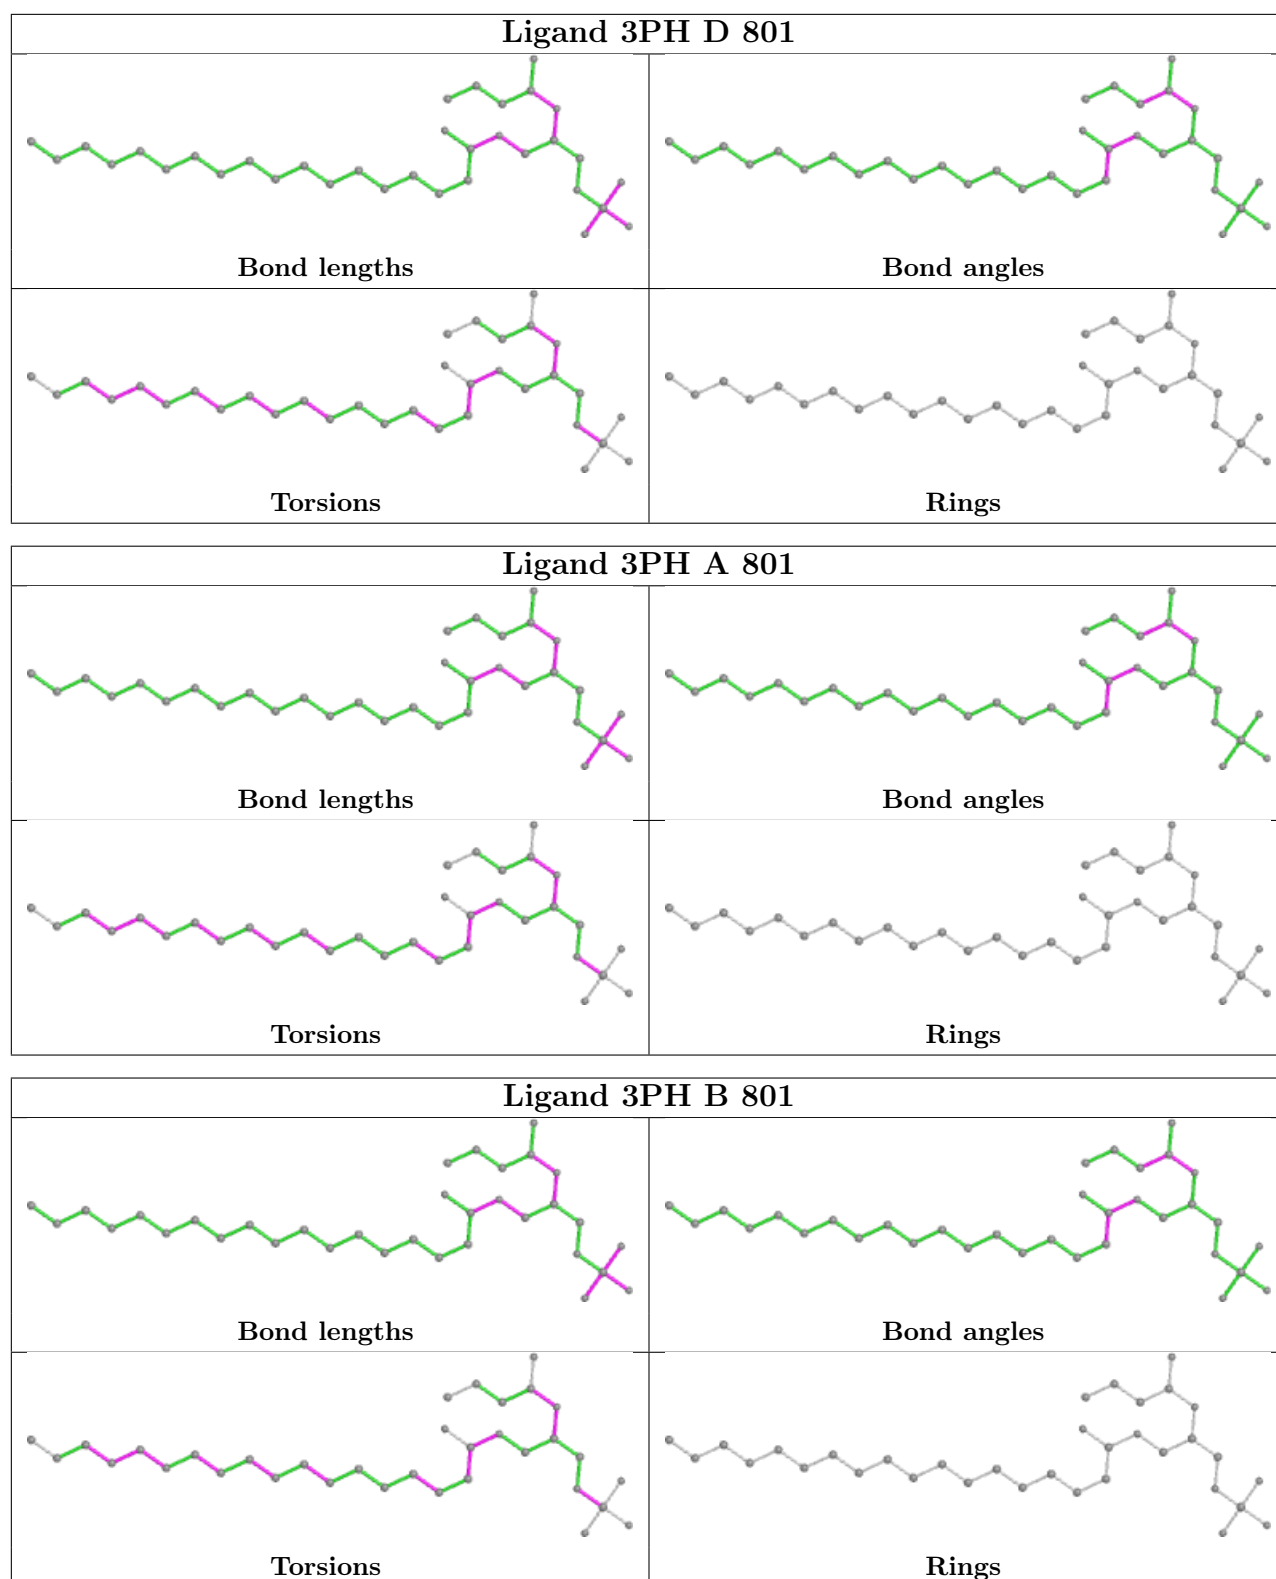 Ligand 3PH D 801
Bond lengths
Bond angles
Torsions
Rings
Ligand 3PH A 801
Bond lengths
Bond angles
Torsions
Rings
Ligand 3PH B 801
Bond lengths
Bond angles
Torsions
Rings